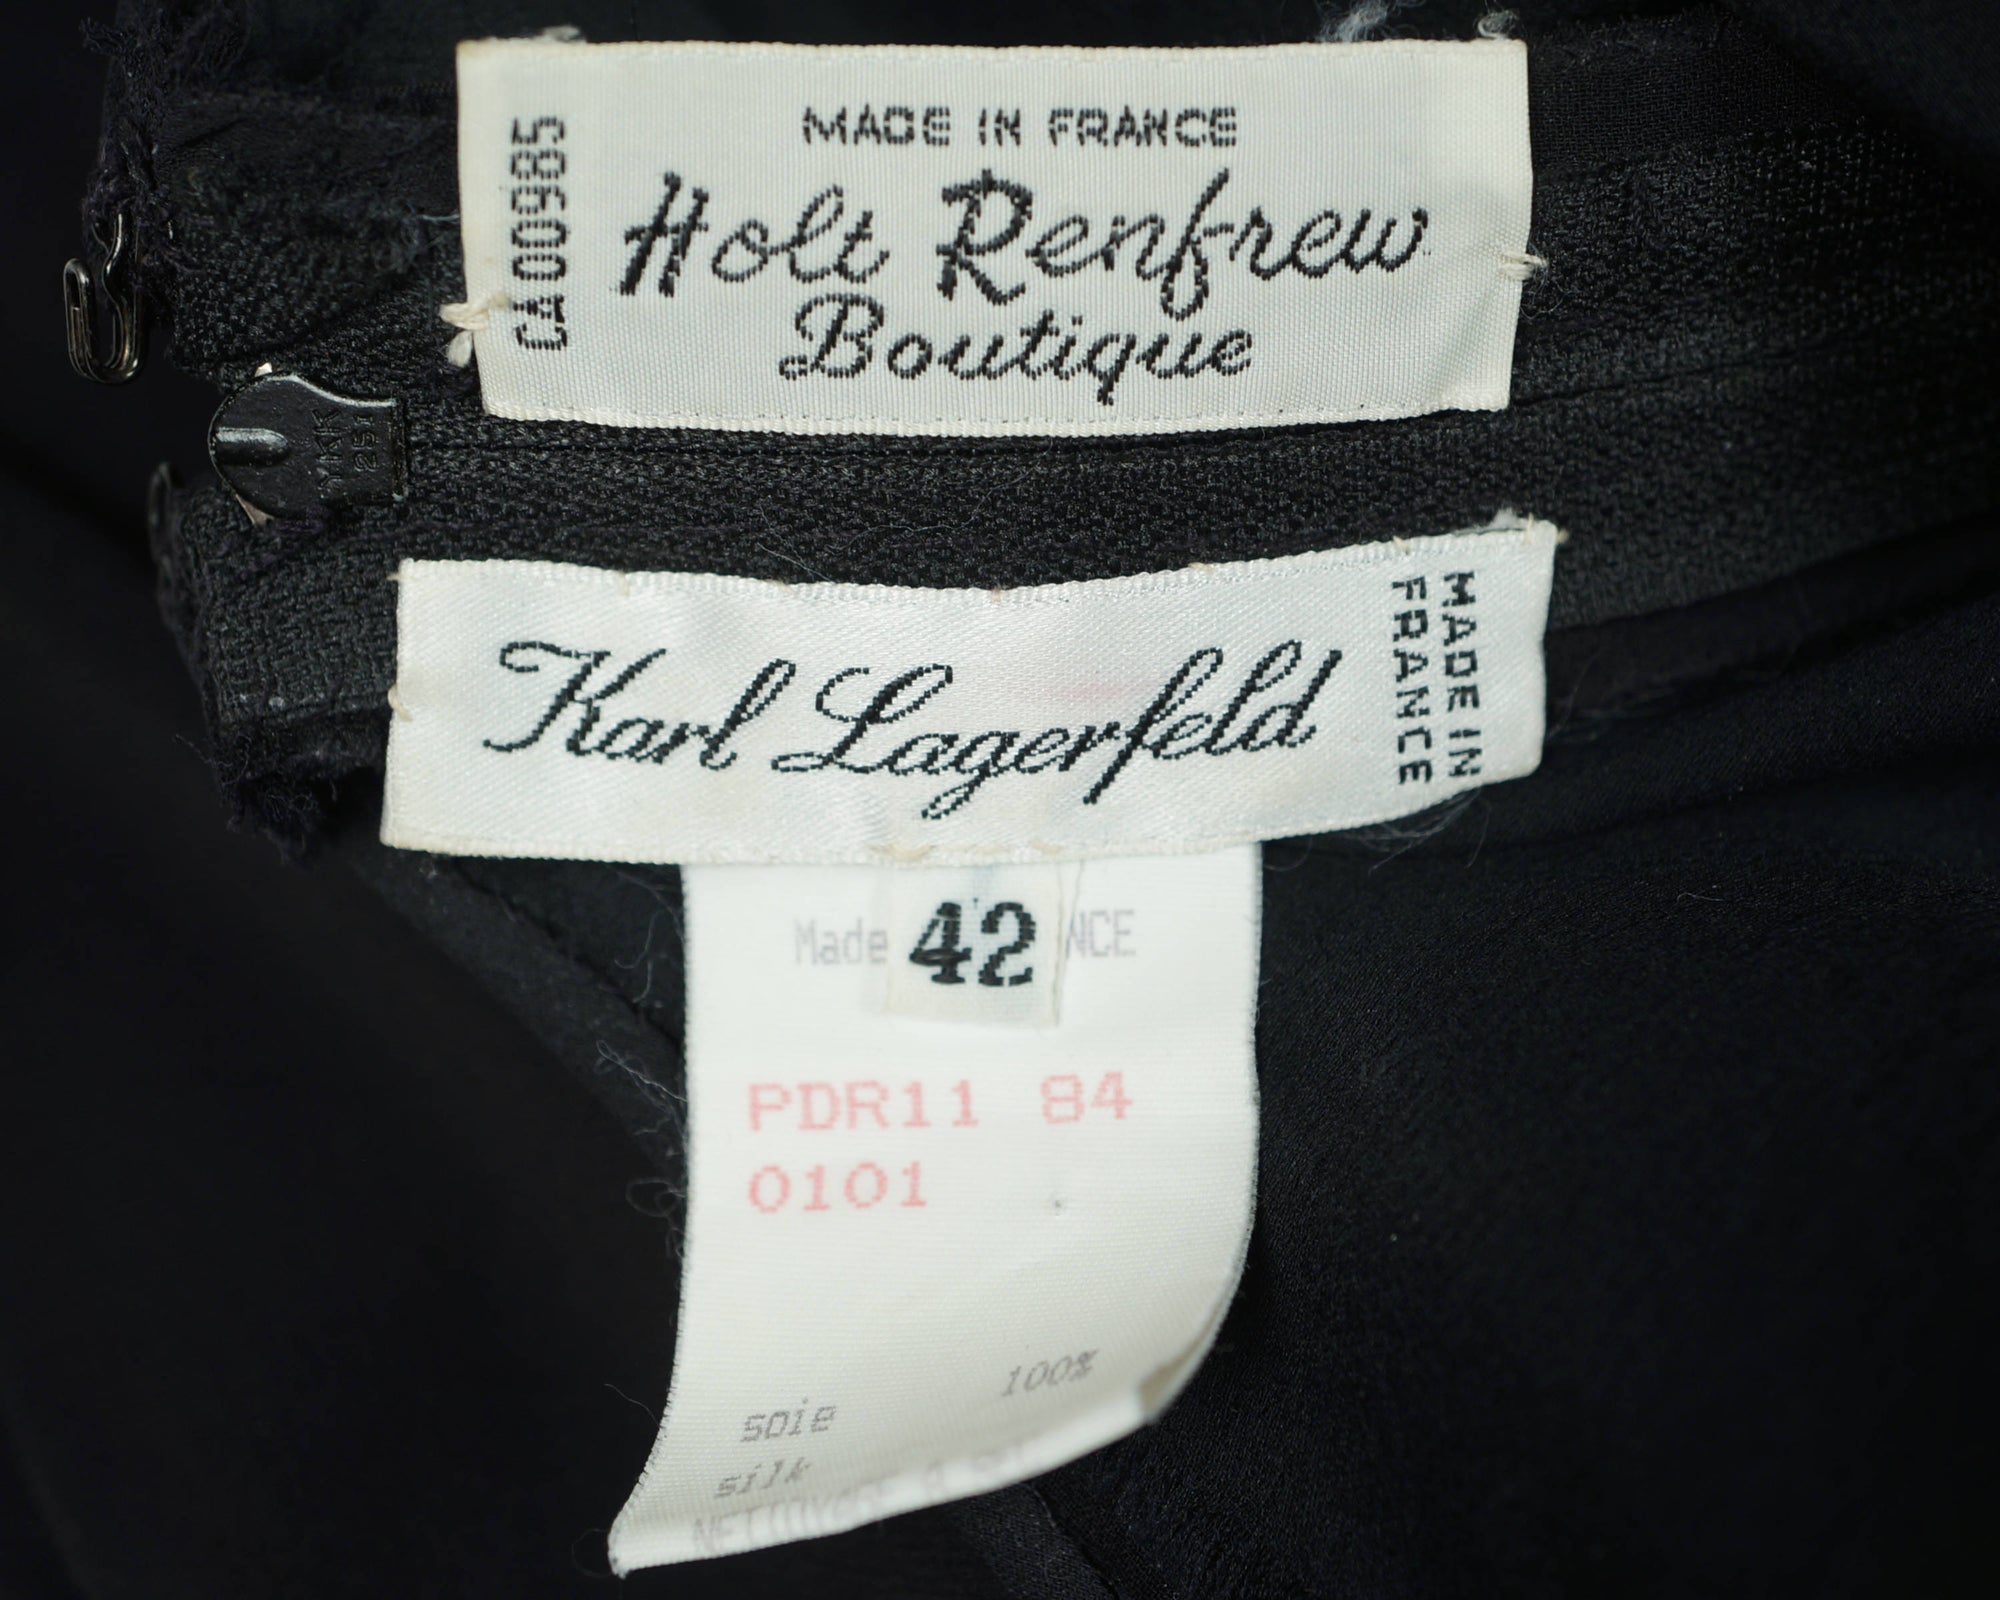 MADE IN FRANCE
CA 00985
Holt Renfrew
Boutique
YKK
Karl Lagerfeld
MADE IN
FRANCE
Made NCE
42
PDR11 84
0101
100%
soie
silk